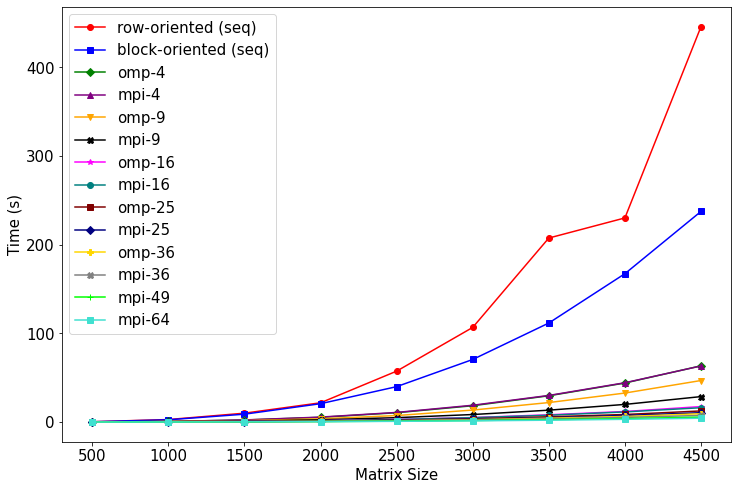 row-oriented (seq)
block-oriented (seq)
omp-4
mpi-4
omp-9
mpi-9
omp-16
mpi-16
omp-25
mpi-25
omp-36
mpi-36
mpi-49
mpi-64
Time (s)
400
300
200
100
0
500 1000 1500 2000 2500 3000 3500 4000 4500
Matrix Size